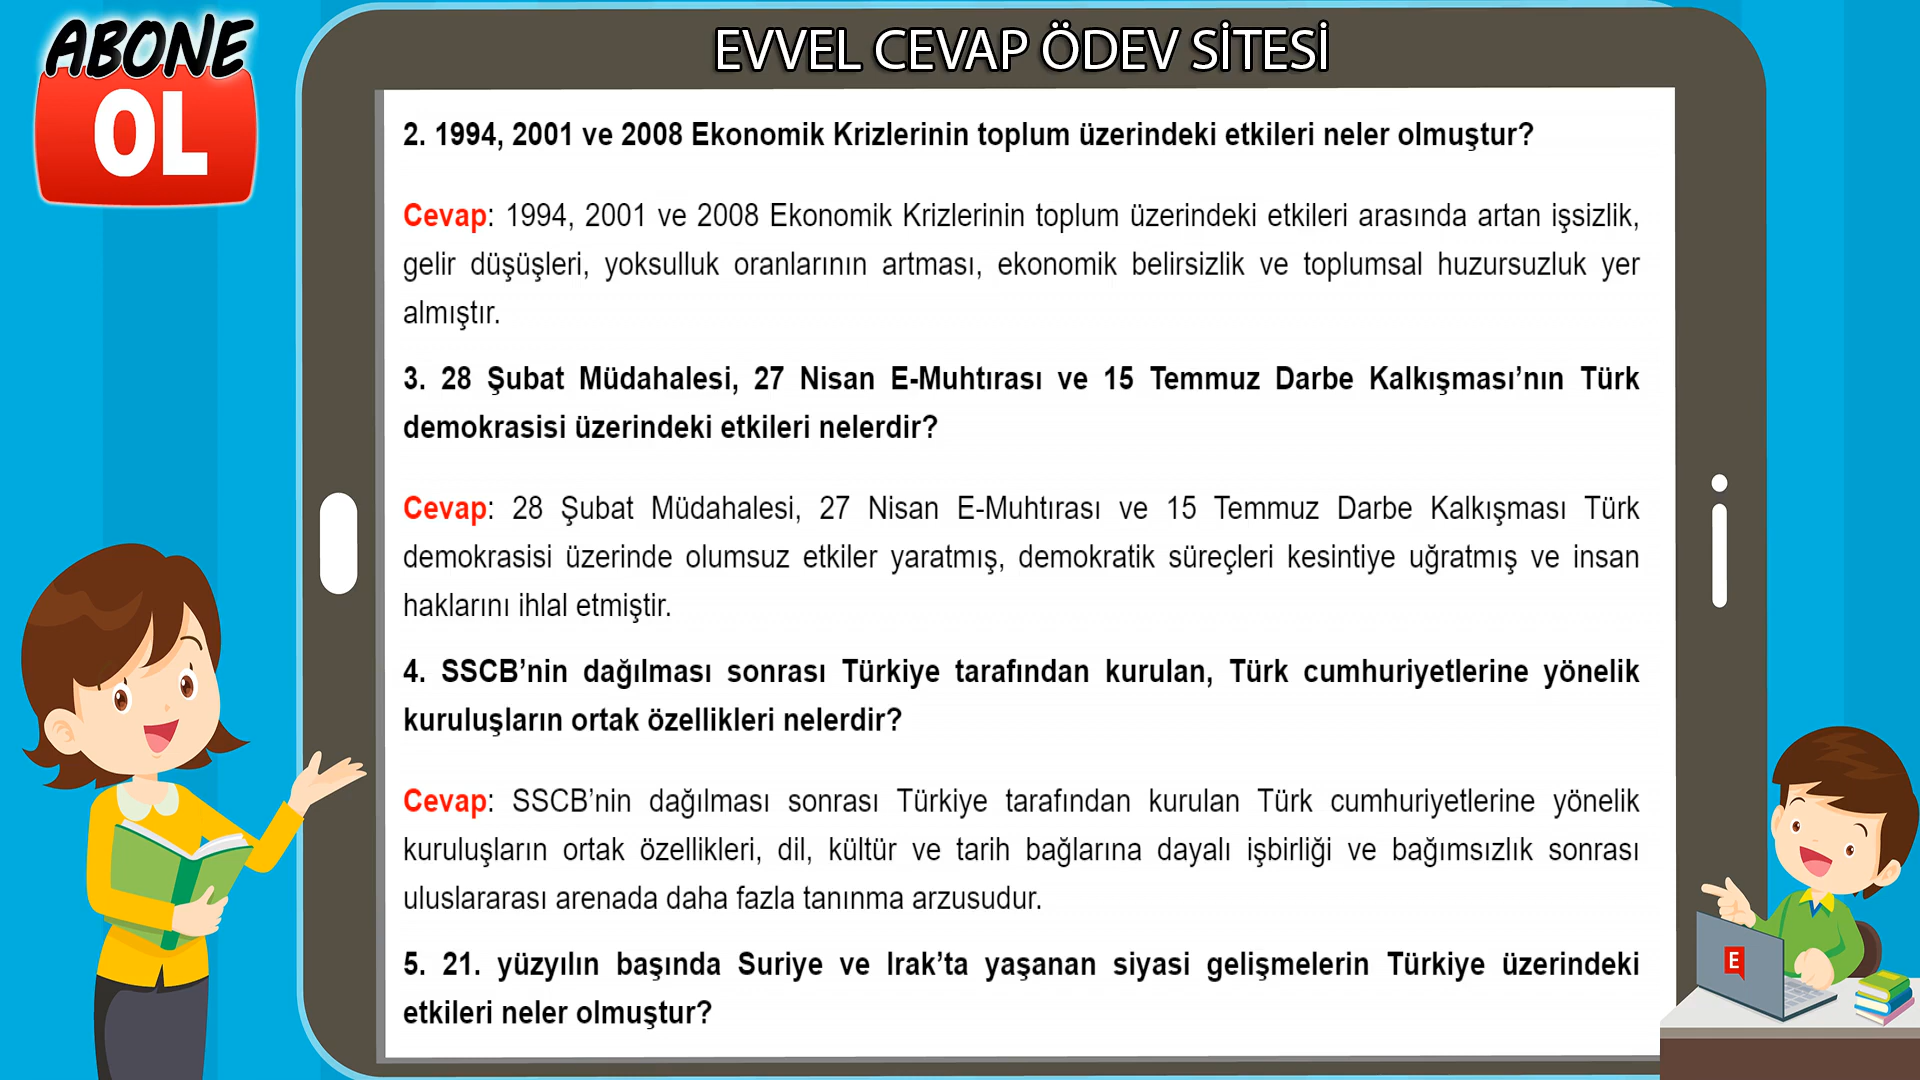 ABONE
OL
EVVEL CEVAP ÖDEV SİTESİ
2. 1994, 2001 ve 2008 Ekonomik Krizlerinin toplum üzerindeki etkileri neler olmuştur?
Cevap: 1994, 2001 ve 2008 Ekonomik Krizlerinin toplum üzerindeki etkileri arasında artan işsizlik,
gelir düşüşleri, yoksulluk oranlarının artması, ekonomik belirsizlik ve toplumsal huzursuzluk yer
almıştır.
3. 28 Şubat Müdahalesi, 27 Nisan E-Muhtırası ve 15 Temmuz Darbe Kalkışması’nın Türk
demokrasisi üzerindeki etkileri nelerdir?
Cevap: 28 Şubat Müdahalesi, 27 Nisan E-Muhtırası ve 15 Temmuz Darbe Kalkışması Türk
demokrasisi üzerinde olumsuz etkiler yaratmış, demokratik süreçleri kesintiye uğratmış ve insan
haklarını ihlal etmiştir.
4. SSCB’nin dağılması sonrası Türkiye tarafından kurulan, Türk cumhuriyetlerine yönelik
kuruluşların ortak özellikleri nelerdir?
Cevap: SSCB’nin dağılması sonrası Türkiye tarafından kurulan Türk cumhuriyetlerine yönelik
kuruluşların ortak özellikleri, dil, kültür ve tarih bağlarına dayalı işbirliği ve bağımsızlık sonrası
uluslararası arenada daha fazla tanınma arzusudur.
5. 21. yüzyılın başında Suriye ve Irak’ta yaşanan siyasi gelişmelerin Türkiye üzerindeki
etkileri neler olmuştur?
E